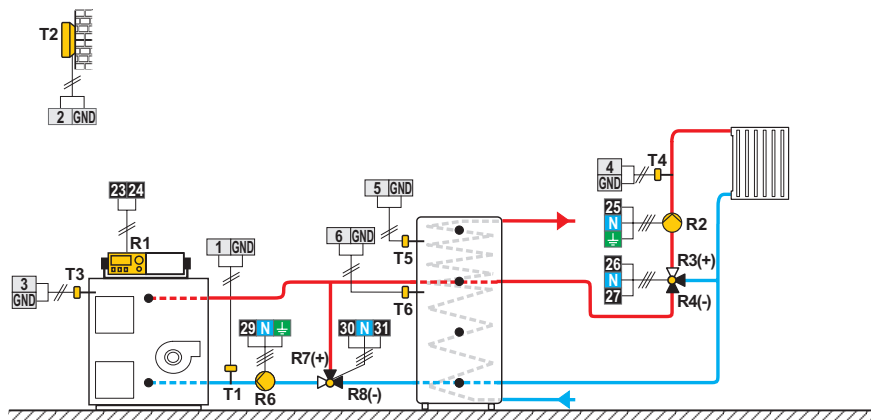 T2
2 GND
23 24
R1
1 GND
5 GND
6 GND
T5
T6
4
GND
T4
25
N
R2
26
N
27
R3(+)
R4(-)
3
GND
T3
29 N
30 N 31
R7(+)
R8(-)
T1
R6